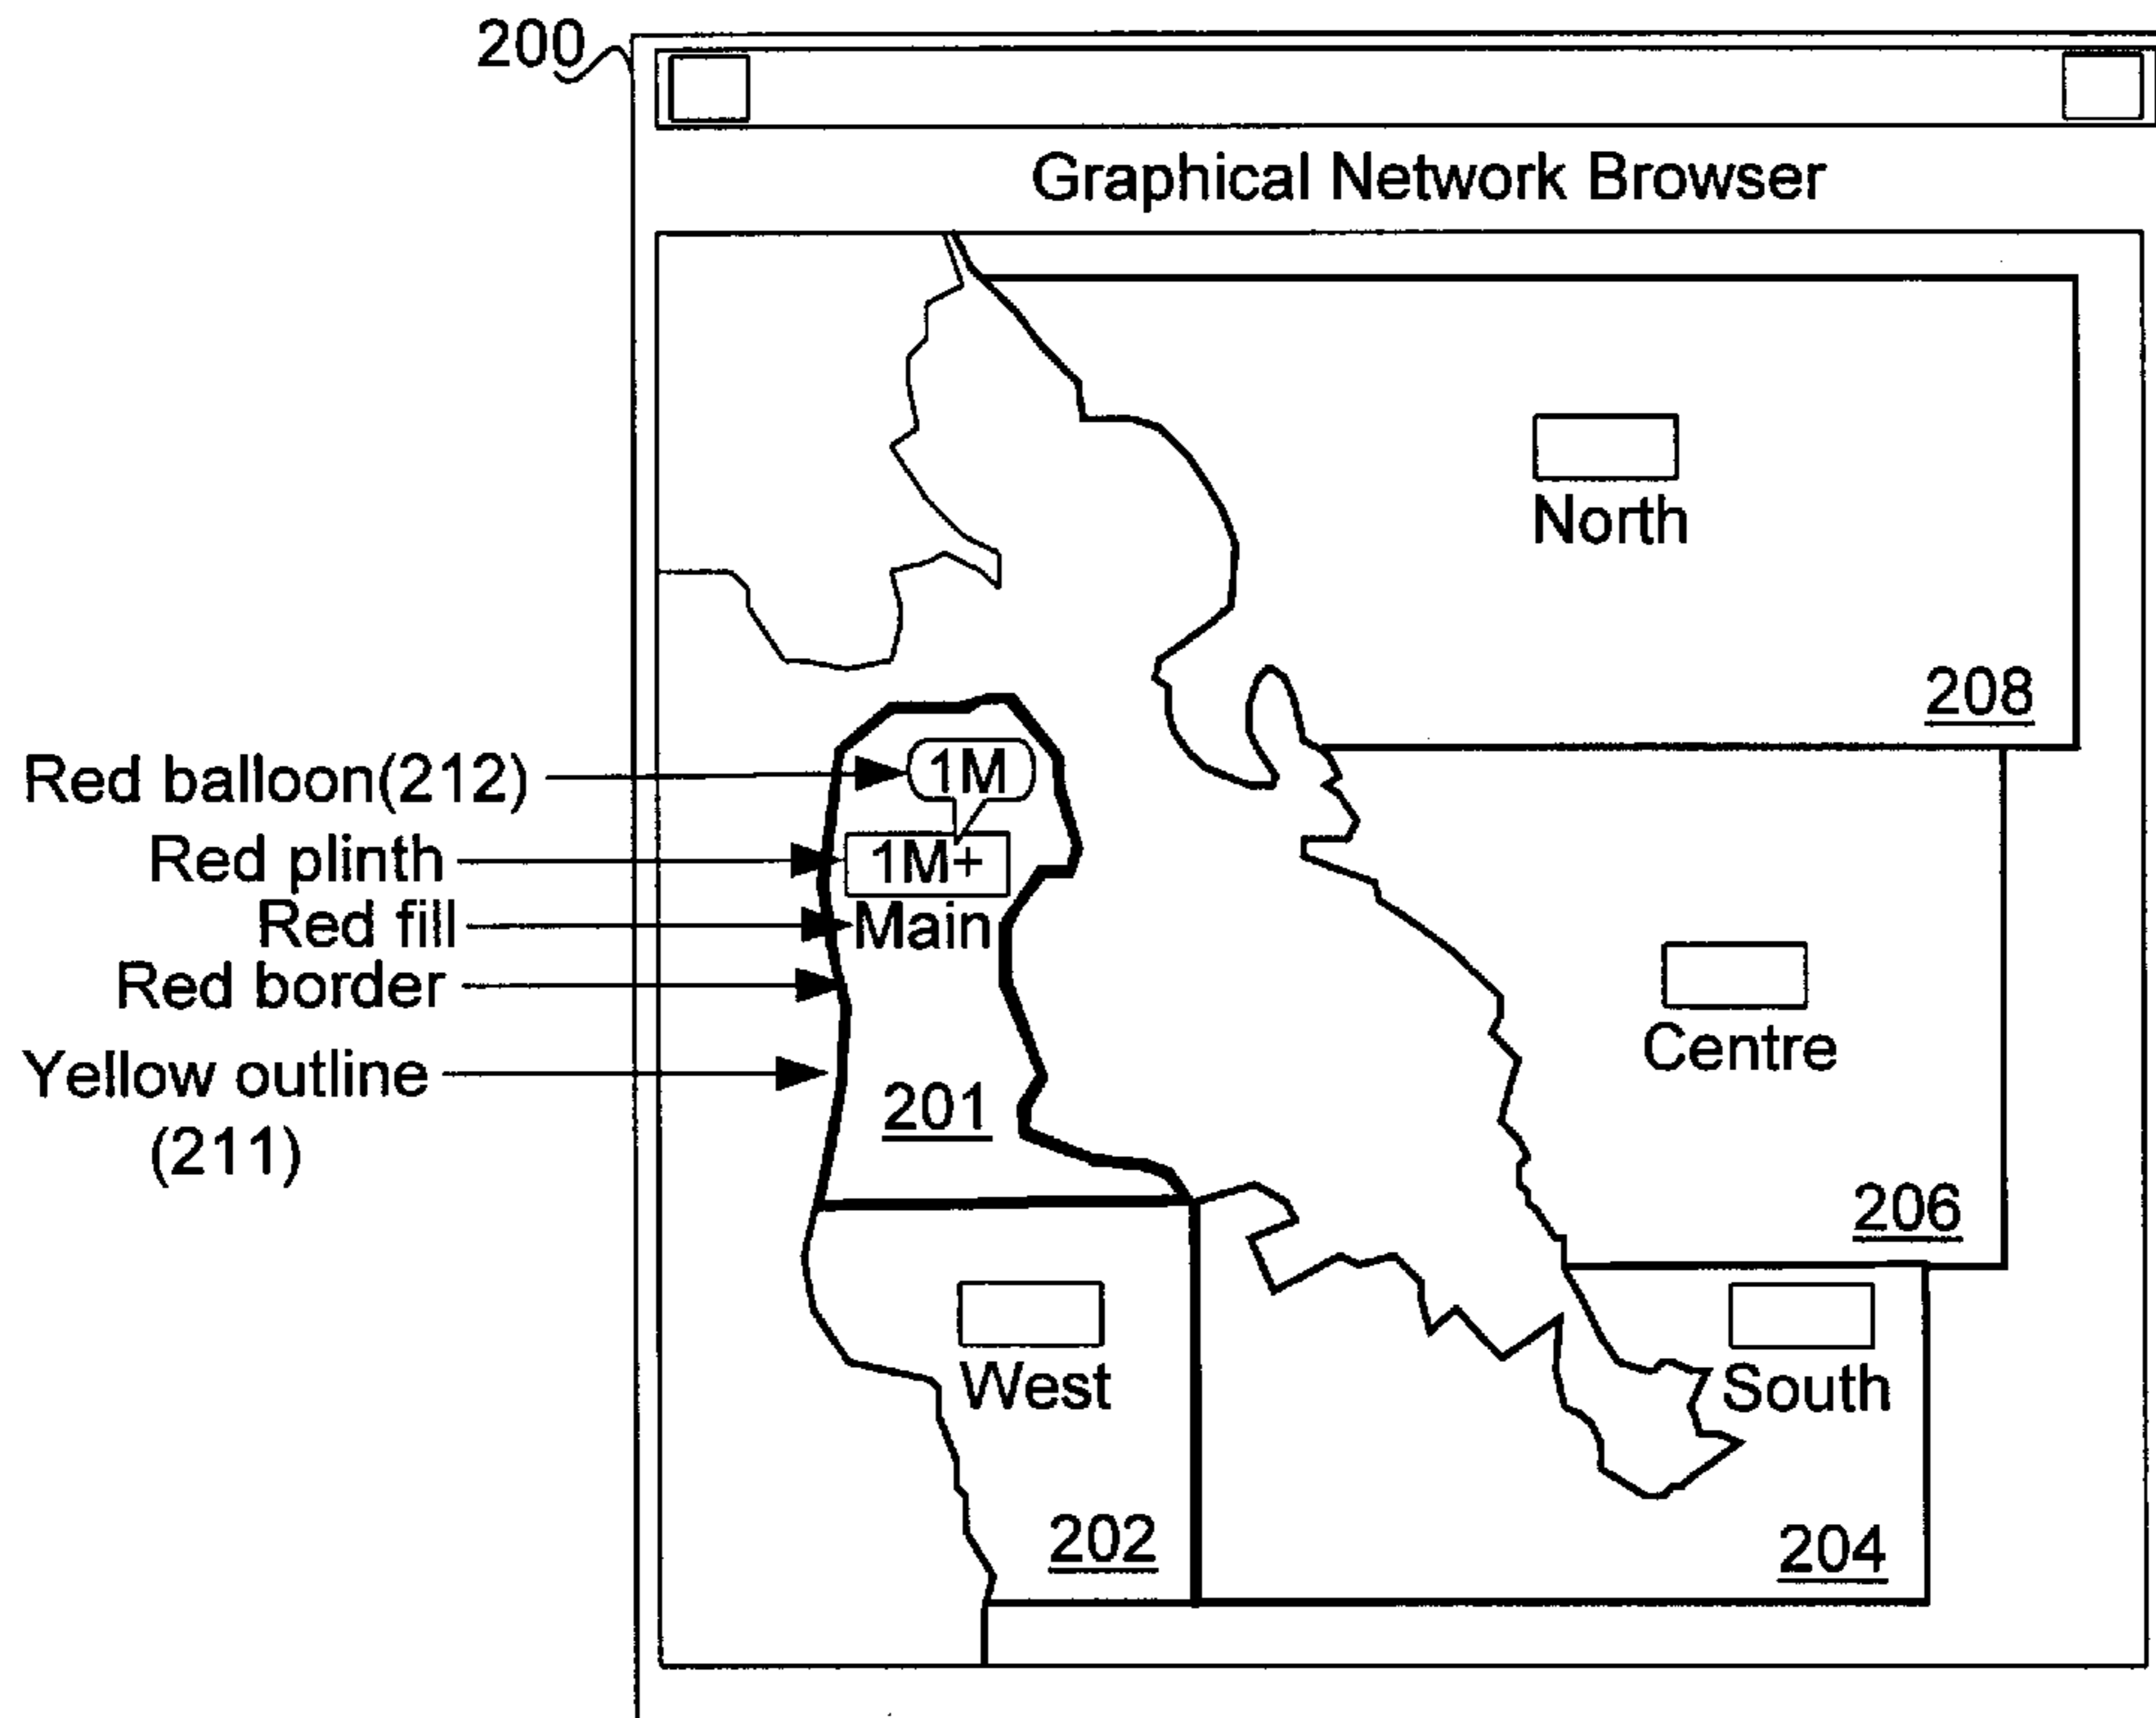 200
Graphical Network Browser
North
208
Red balloon(212)
1M
Red plinth
1M+
Red fill
Main
Red border
Centre
Yellow outline
(211)
201
206
West
South
202
204